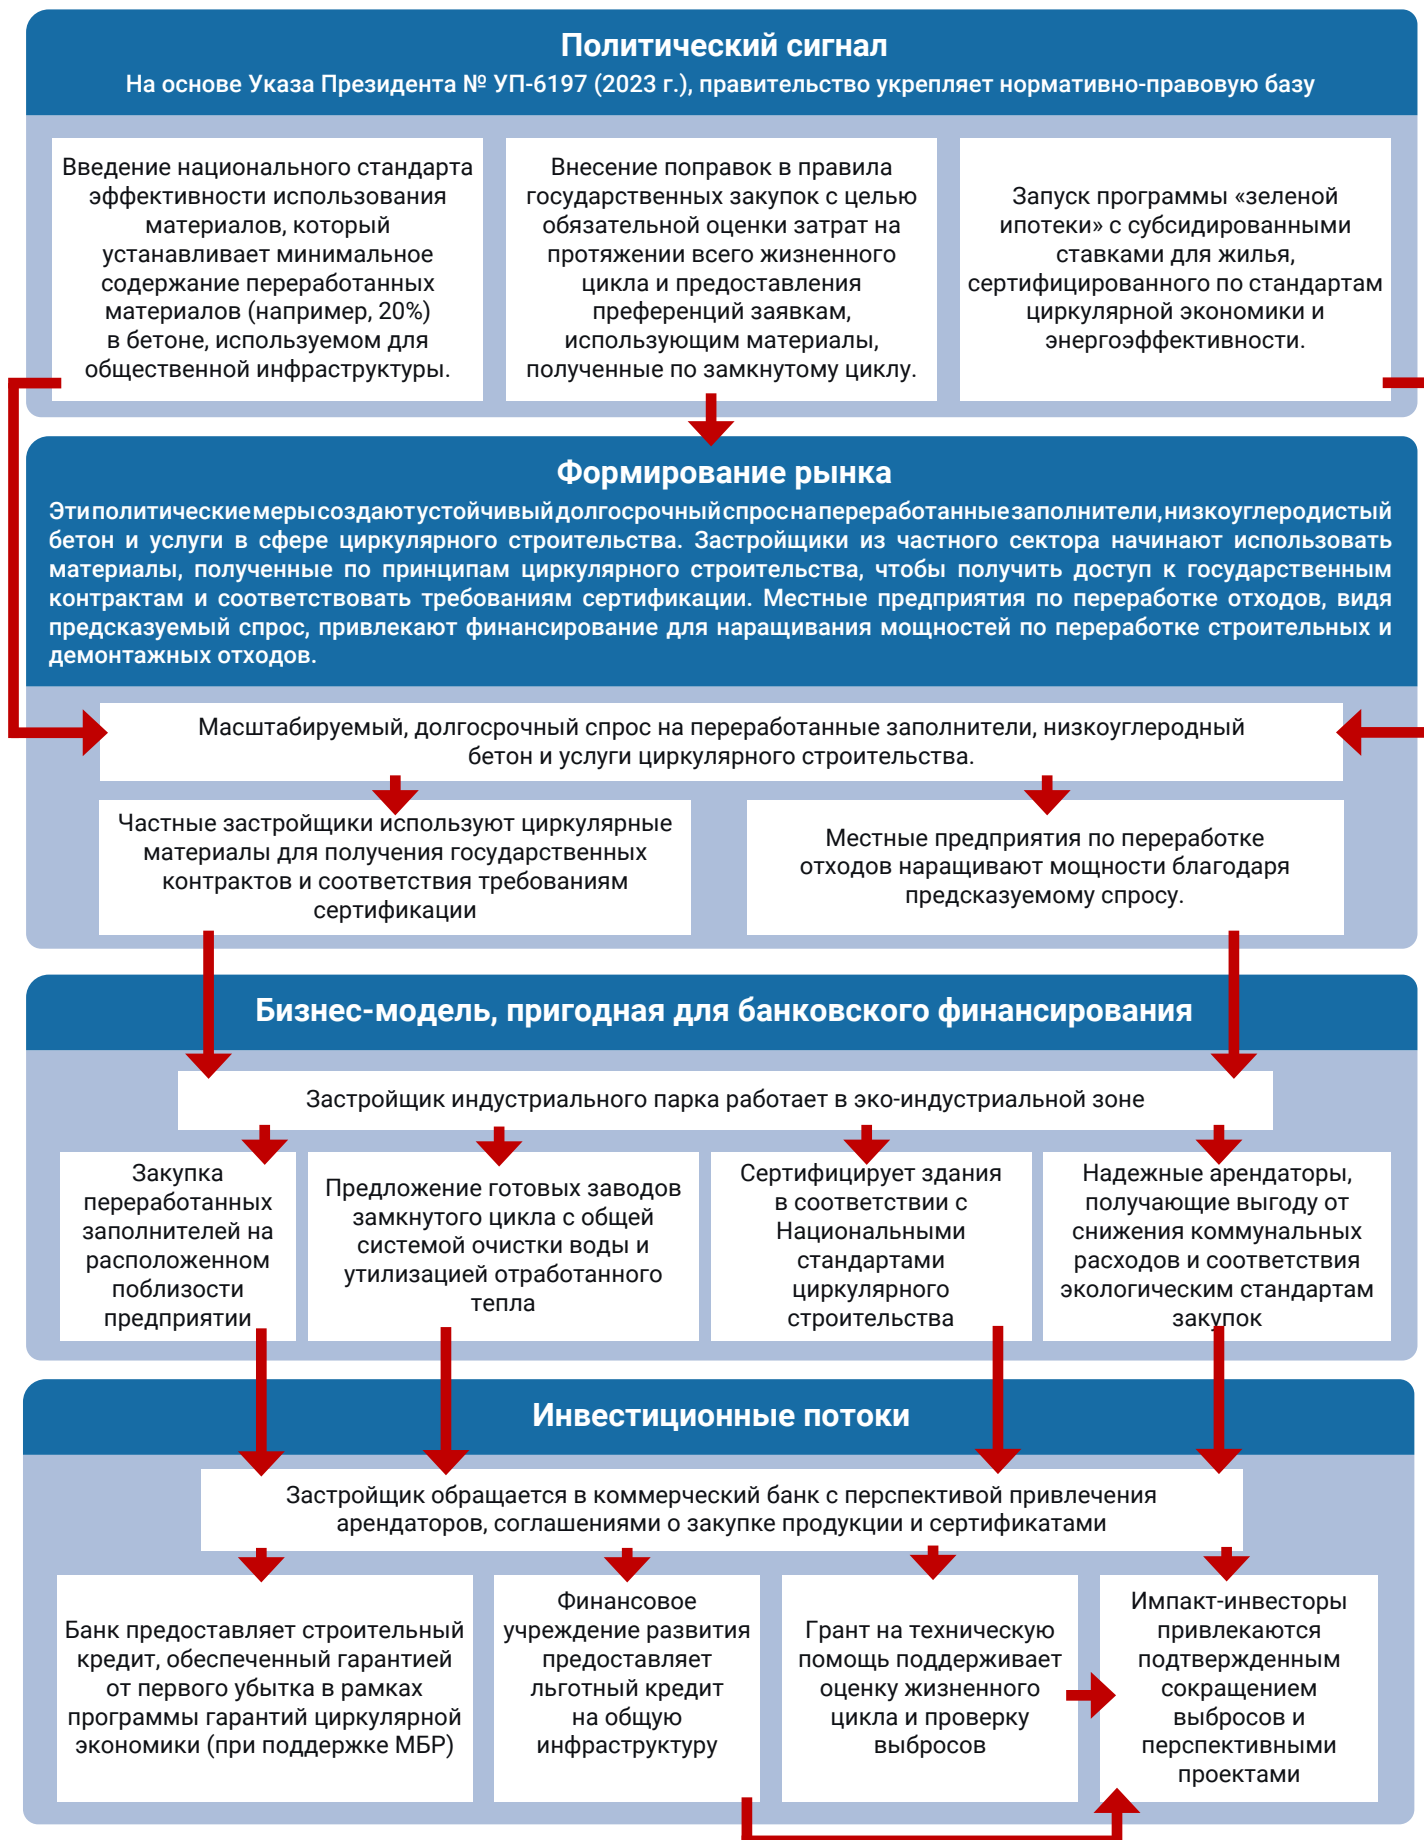 Политический сигнал
На основе Указа Президента № УП-6197 (2023 г.), правительство укрепляет нормативно-правовую базу
Введение национального стандарта
эффективности использования
материалов, который
устанавливает минимальное
содержание переработанных
материалов (например, 20%)
в бетоне, используемом для
общественной инфраструктуры.
Внесение поправок в правила
государственных закупок с целью
обязательной оценки затрат на
протяжении всего жизненного
цикла и предоставления
преференций заявкам,
использующим материалы,
полученные по замкнутому циклу.
Запуск программы «зеленой
ипотеки» с субсидированными
ставками для жилья,
сертифицированного по стандартам
циркулярной экономики и
энергоэффективности.
Формирование рынка
Эти политические меры создают устойчивый долгосрочный спрос на переработанные заполнители, низкоуглеродистый
бетон и услуги в сфере циркулярного строительства. Застройщики из частного сектора начинают использовать
материалы, полученные по принципам циркулярного строительства, чтобы получить доступ к государственным
контрактам и соответствовать требованиям сертификации. Местные предприятия по переработке отходов, видя
предсказуемый спрос, привлекают финансирование для наращивания мощностей по переработке строительных и
демонтажных отходов.
Масштабируемый, долгосрочный спрос на переработанные заполнители, низкоуглеродный
бетон и услуги циркулярного строительства.
Частные застройщики используют циркулярные
материалы для получения государственных
контрактов и соответствия требованиям
сертификации
Местные предприятия по переработке
отходов наращивают мощности благодаря
предсказуемому спросу.
Бизнес-модель, пригодная для банковского финансирования
Застройщик индустриального парка работает в эко-индустриальной зоне
Закупка
переработанных
заполнителей на
расположенном
поблизости
предприятии
Предложение готовых заводов
замкнутого цикла с общей
системой очистки воды и
утилизацией отработанного
тепла
Сертифицирует здания
в соответствии с
Национальными
стандартами
циркулярного
строительства
Надежные арендаторы,
получающие выгоду от
снижения коммунальных
расходов и соответствия
экологическим стандартам
закупок
Инвестиционные потоки
Застройщик обращается в коммерческий банк с перспективой привлечения
арендаторов, соглашениями о закупке продукции и сертификатами
Банк предоставляет строительный
кредит, обеспеченный гарантией
от первого убытка в рамках
программы гарантий циркулярной
экономики (при поддержке МБР)
Финансовое
учреждение развития
предоставляет
льготный кредит
на общую
инфраструктуру
Грант на техническую
помощь поддерживает
оценку жизненного
цикла и проверку
выбросов
Импакт-инвесторы
привлекаются
подтвержденным
сокращением
выбросов и
перспективными
проектами